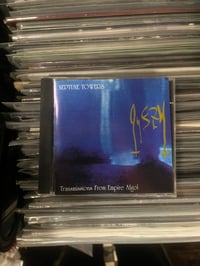 NEPTUNE TOWERS
Transmissions From Empire Algol